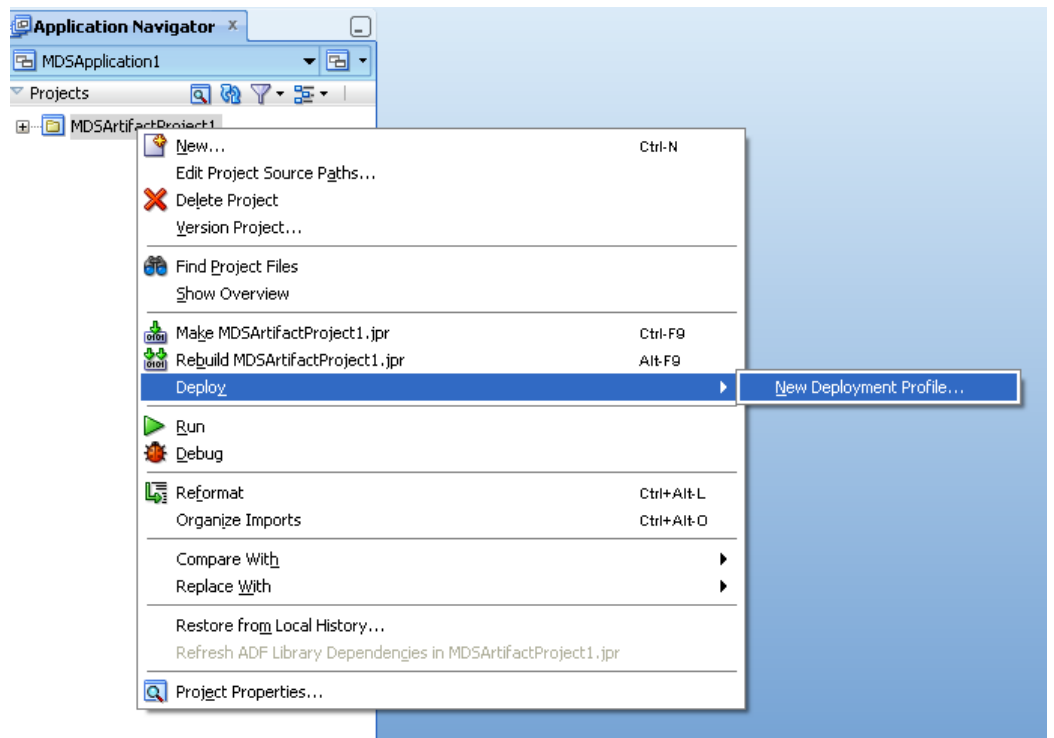 Application Navigator x
MDSApplication1
Projects
MDSArtifactProject1
New... Ctrl-N
Edit Project Source Paths...
Delete Project
Version Project...
Find Project Files
Show Overview
Make MDSArtifactProject1.jpr Ctrl-F9
Rebuild MDSArtifactProject1.jpr Alt-F9
Deploy New Deployment Profile...
Run
Debug
Reformat Ctrl+Alt-L
Organize Imports Ctrl+Alt-O
Compare With
Replace With
Restore from Local History...
Refresh ADF Library Dependencies in MDSArtifactProject1.jpr
Project Properties...